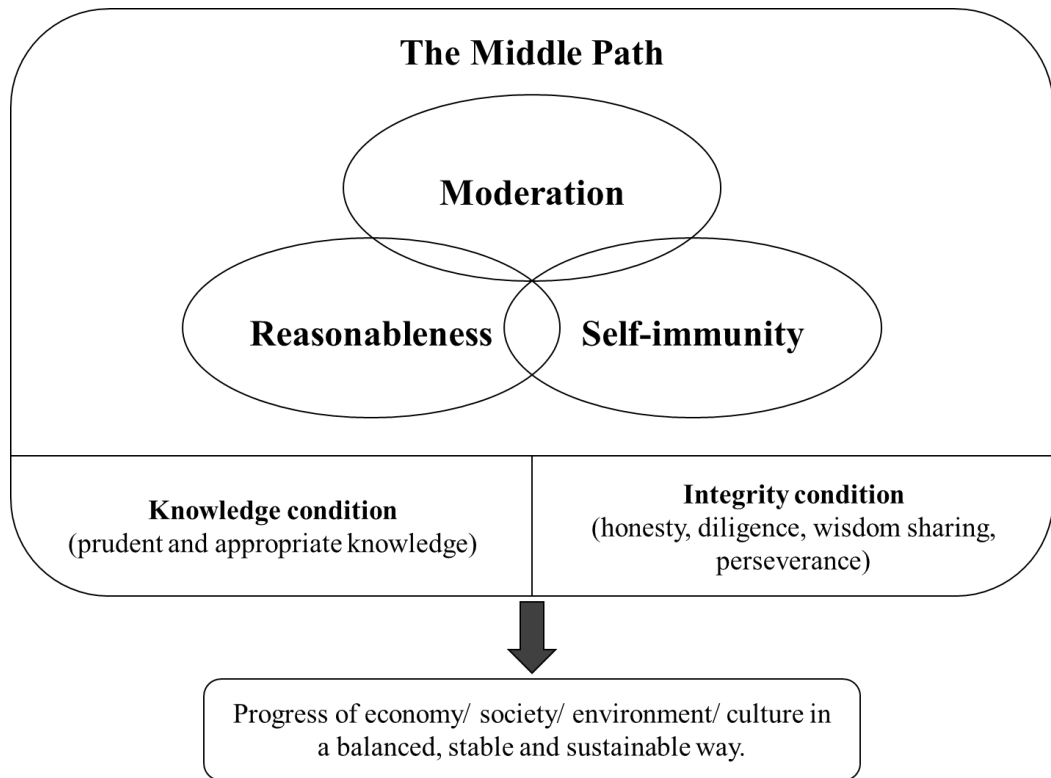 The Middle Path
Moderation
Reasonableness
Self-immunity
Knowledge condition
(prudent and appropriate knowledge)
Integrity condition
(honesty, diligence, wisdom sharing,
perseverance)
Progress of economy/ society/ environment/ culture in
a balanced, stable and sustainable way.